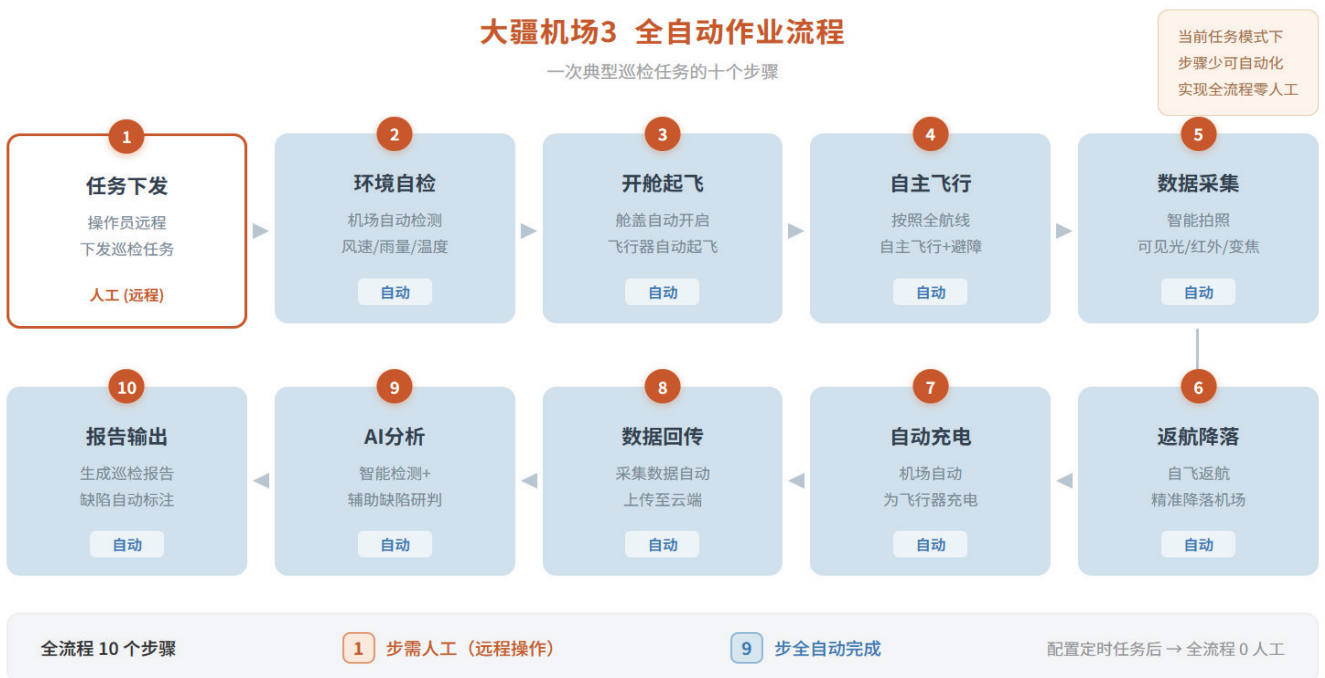 大疆机场3 全自动作业流程
一次典型巡检任务的十个步骤
当前任务模式下
步骤少可自动化
实现全流程零人工
1
任务下发
操作员远程
下发巡检任务
人工 (远程)
2
环境自检
机场自动检测
风速/雨量/温度
自动
3
开舱起飞
舱盖自动开启
飞行器自动起飞
自动
4
自主飞行
按照全航线
自主飞行+避障
自动
5
数据采集
智能拍照
可见光/红外/变焦
自动
6
返航降落
自飞返航
精准降落机场
自动
7
自动充电
机场自动
为飞行器充电
自动
8
数据回传
采集数据自动
上传至云端
自动
9
AI分析
智能检测+
辅助缺陷研判
自动
10
报告输出
生成巡检报告
缺陷自动标注
自动
全流程 10 个步骤
1 步需人工（远程操作）
9 步全自动完成
配置定时任务后 → 全流程 0 人工